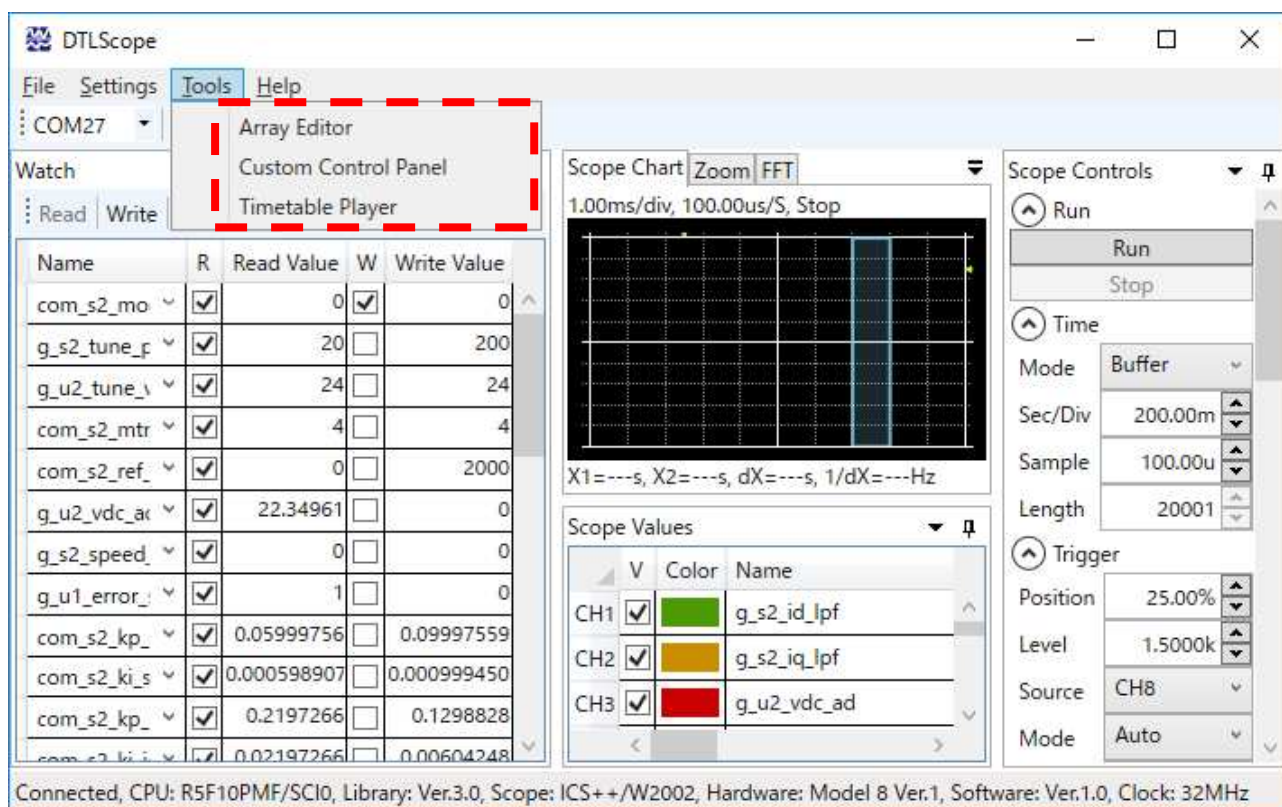 DTLScope
File Settings Tools Help
COM27
Array Editor
Custom Control Panel
Timetable Player
Watch
Read Write
Name R Read Value W Write Value
com_s2_mo 0 0
g_s2_tune_p 20 200
g_u2_tune_v 24 24
com_s2_mtr 4 4
com_s2_ref_ 0 2000
g_u2_vdc_ac 22.34961 0
g_s2_speed_ 0 0
g_u1_error_s 1 0
com_s2_kp_ 0.05999756 0.09997559
com_s2_ki_s 0.000598907 0.000999450
com_s2_kp_ 0.2197266 0.1298828
com_s2_ki_i 0.02197266 0.00604248
Scope Chart Zoom FFT
1.00ms/div, 100.00us/S, Stop
X1=---s, X2=---s, dX=---s, 1/dX=---Hz
Scope Values
V Color Name
CH1 g_s2_id_lpf
CH2 g_s2_iq_lpf
CH3 g_u2_vdc_ad
Scope Controls
Run
Run
Stop
Time
Mode Buffer
Sec/Div 200.00m
Sample 100.00u
Length 20001
Trigger
Position 25.00%
Level 1.5000k
Source CH8
Mode Auto
Connected, CPU: R5F10PMF/SCI0, Library: Ver.3.0, Scope: ICS++/W2002, Hardware: Model 8 Ver.1, Software: Ver.1.0, Clock: 32MHz